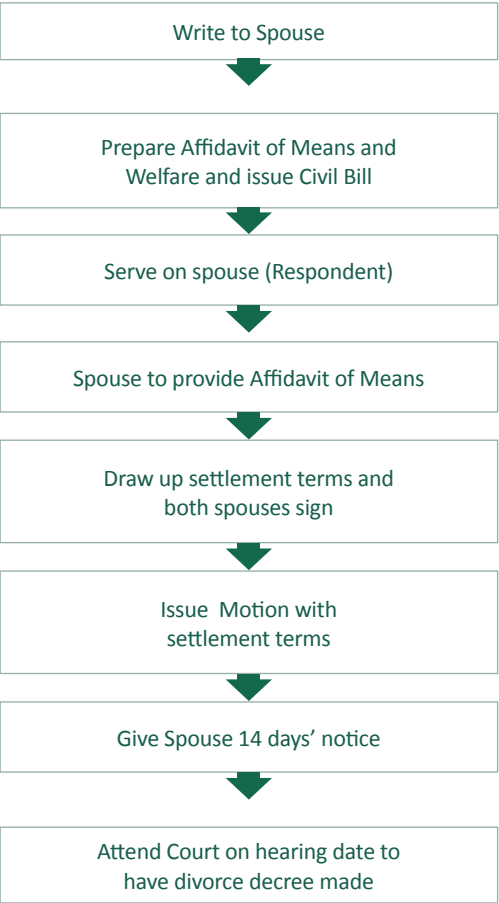 Write to Spouse
Prepare Affidavit of Means and
Welfare and issue Civil Bill
Serve on spouse (Respondent)
Spouse to provide Affidavit of Means
Draw up settlement terms and
both spouses sign
Issue  Motion with
settlement terms
Give Spouse 14 days’ notice
Attend Court on hearing date to
have divorce decree made